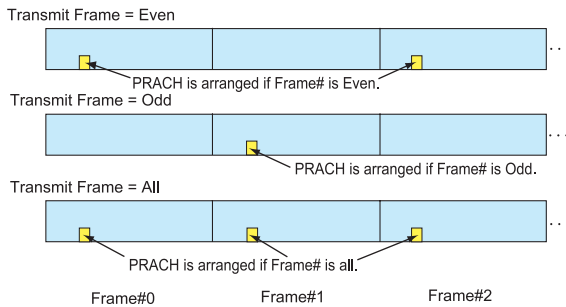 Transmit Frame = Even
...
PRACH is arranged if Frame# is Even.
Transmit Frame = Odd
...
PRACH is arranged if Frame# is Odd.
Transmit Frame = All
...
PRACH is arranged if Frame# is all.
Frame#0 Frame#1 Frame#2